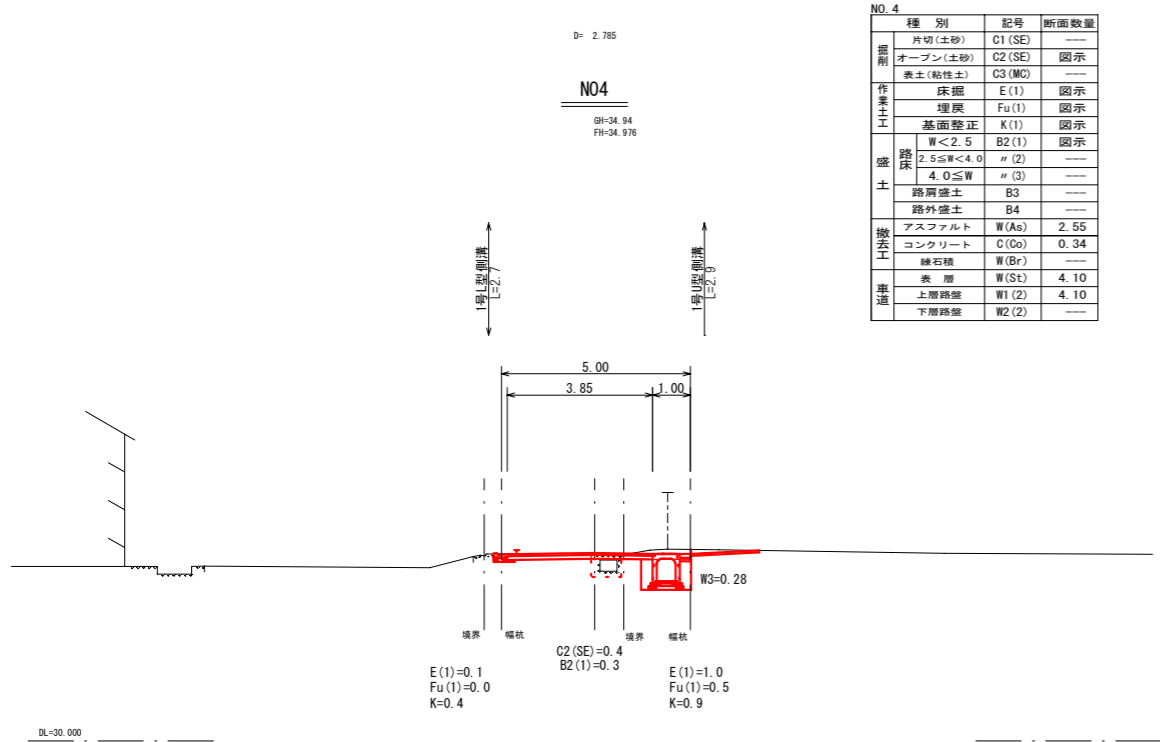 D= 2.785
NO4
GH=34.94
FH=34.976
1号L型側溝
L=2.7
1号U型側溝
L=2.9
5.00
3.85
1.00
W3=0.28
境界
幅杭
境界
幅杭
C2(SE)=0.4
B2(1)=0.3
E(1)=0.1
Fu(1)=0.0
K=0.4
E(1)=1.0
Fu(1)=0.5
K=0.9
DL=30.000
NO.4
種 別 記号 断面数量
掘削
片切(土砂) C1(SE) ---
オープン(土砂) C2(SE) 図示
表土(粘性土) C3(MC) ---
作業土工
床掘 E(1) 図示
埋戻 Fu(1) 図示
基面整正 K(1) 図示
盛土
路床
W<2.5 B2(1) 図示
2.5≦W<4.0 〃(2) ---
4.0≦W 〃(3) ---
路肩盛土 B3 ---
路外盛土 B4 ---
撤去工
アスファルト W(As) 2.55
コンクリート C(Co) 0.34
練石積 W(Br) ---
車道
表 層 W(St) 4.10
上層路盤 W1(2) 4.10
下層路盤 W2(2) ---